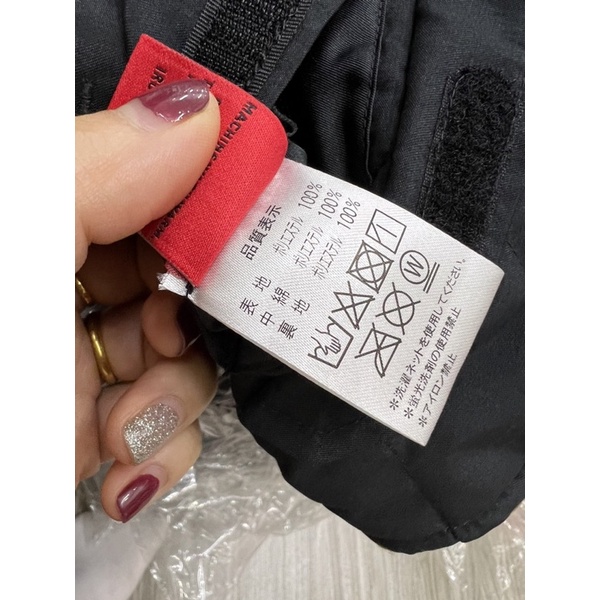 MACHINE
品質表示
表地 ポリエステル 100%
中綿 ポリエステル 100%
裏地 ポリエステル 100%
W
※洗濯ネットを使用してください。
※蛍光洗剤の使用禁止
※アイロン禁止